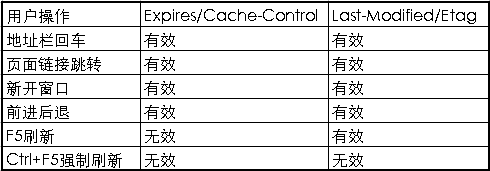 用户操作 Expires/Cache-Control Last-Modified/Etag
地址栏回车 有效 有效
页面链接跳转 有效 有效
新开窗口 有效 有效
前进后退 有效 有效
F5刷新 无效 有效
Ctrl+F5强制刷新 无效 无效